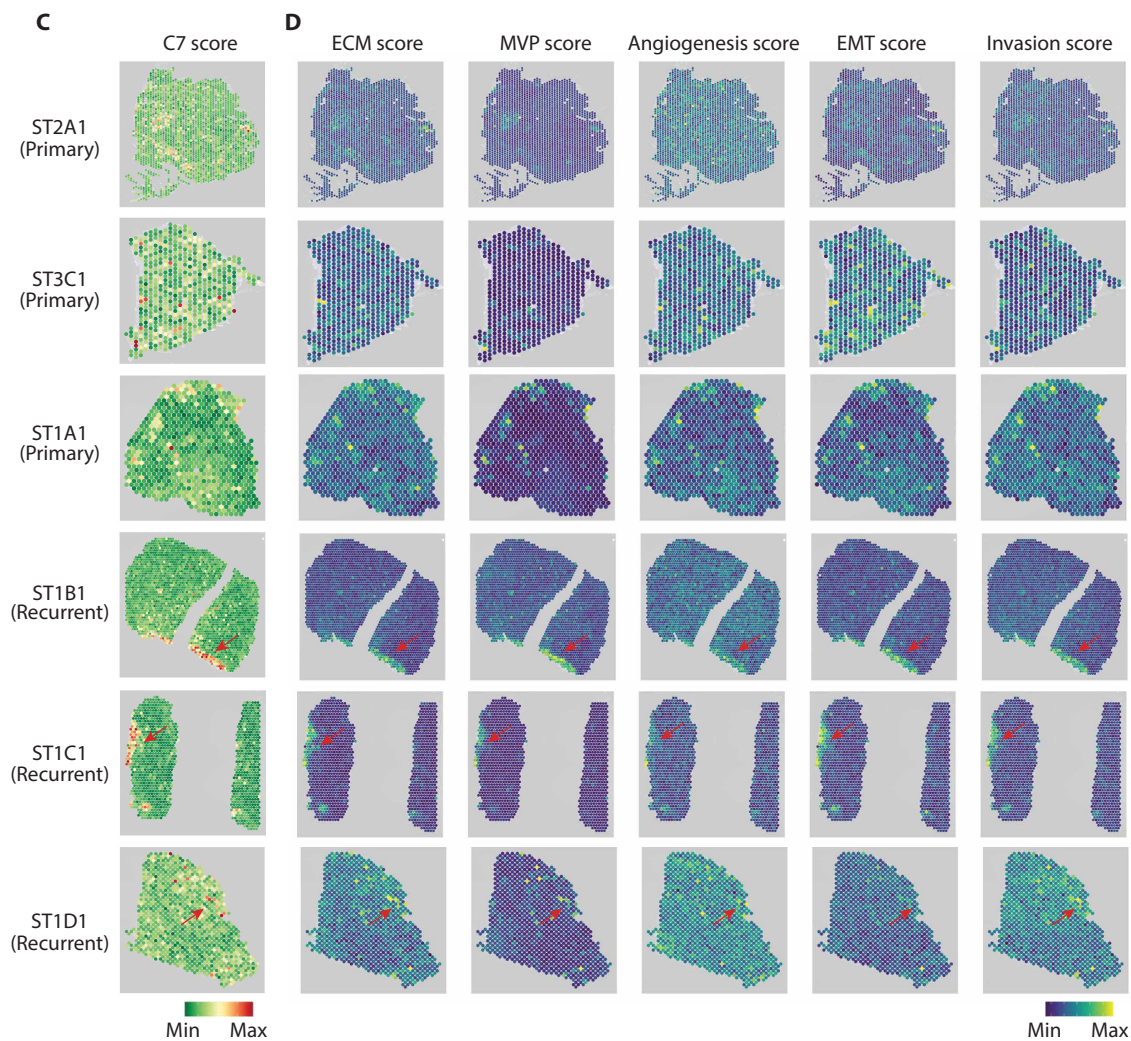 C
D
C7 score
ECM score
MVP score
Angiogenesis score
EMT score
Invasion score
ST2A1
(Primary)
ST3C1
(Primary)
ST1A1
(Primary)
ST1B1
(Recurrent)
ST1C1
(Recurrent)
ST1D1
(Recurrent)
Min Max
Min Max